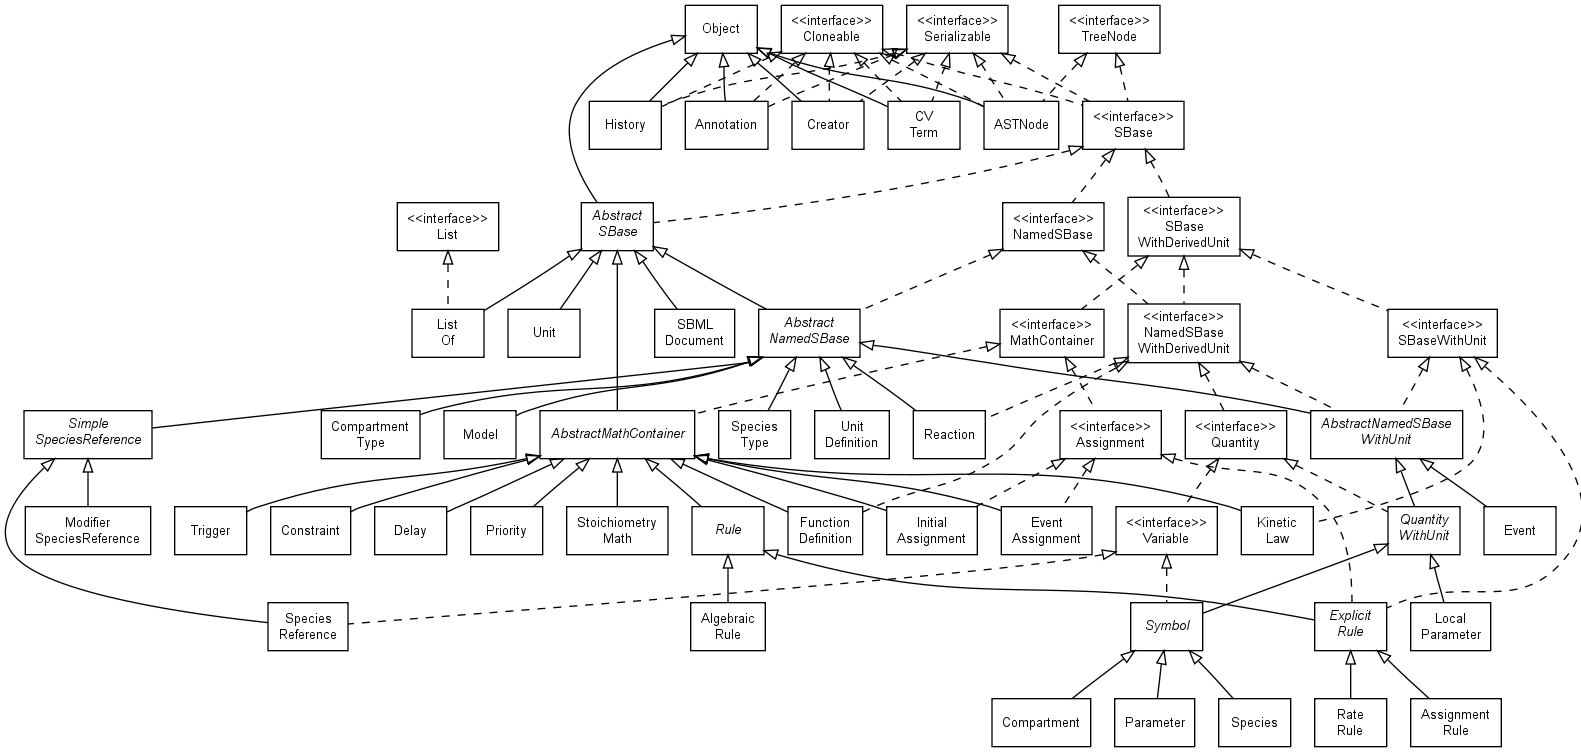 Object
<<interface>>
Cloneable
<<interface>>
Serializable
<<interface>>
TreeNode
History
Annotation
Creator
CV
Term
ASTNode
<<interface>>
SBase
<<interface>>
List
Abstract
SBase
<<interface>>
NamedSBase
<<interface>>
SBase
WithDerivedUnit
List
Of
Unit
SBML
Document
Abstract
NamedSBase
<<interface>>
MathContainer
<<interface>>
NamedSBase
WithDerivedUnit
<<interface>>
SBaseWithUnit
Simple
SpeciesReference
Compartment
Type
Model
AbstractMathContainer
Species
Type
Unit
Definition
Reaction
<<interface>>
Assignment
<<interface>>
Quantity
AbstractNamedSBase
WithUnit
Modifier
SpeciesReference
Trigger
Constraint
Delay
Priority
Stoichiometry
Math
Rule
Function
Definition
Initial
Assignment
Event
Assignment
<<interface>>
Variable
Kinetic
Law
Quantity
WithUnit
Event
Species
Reference
Algebraic
Rule
Symbol
Explicit
Rule
Local
Parameter
Compartment
Parameter
Species
Rate
Rule
Assignment
Rule